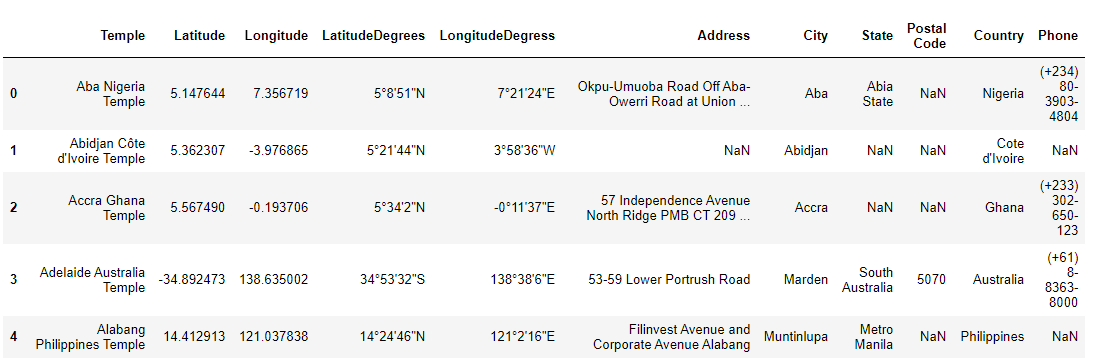 Temple Latitude Longitude LatitudeDegrees LongitudeDegress Address City State Postal Code Country Phone
0 Aba Nigeria Temple 5.147644 7.356719 5°8'51"N 7°21'24"E Okpu-Umuoba Road Off Aba-Owerri Road at Union ... Aba Abia State NaN Nigeria (+234) 80-3903-4804
1 Abidjan Côte d'Ivoire Temple 5.362307 -3.976865 5°21'44"N 3°58'36"W NaN Abidjan NaN NaN Cote d'Ivoire NaN
2 Accra Ghana Temple 5.567490 -0.193706 5°34'2"N -0°11'37"E 57 Independence Avenue North Ridge PMB CT 209 ... Accra NaN NaN Ghana (+233) 302-650-123
3 Adelaide Australia Temple -34.892473 138.635002 34°53'32"S 138°38'6"E 53-59 Lower Portrush Road Marden South Australia 5070 Australia (+61) 8-8363-8000
4 Alabang Philippines Temple 14.412913 121.037838 14°24'46"N 121°2'16"E Filinvest Avenue and Corporate Avenue Alabang Muntinlupa Metro Manila NaN Philippines NaN